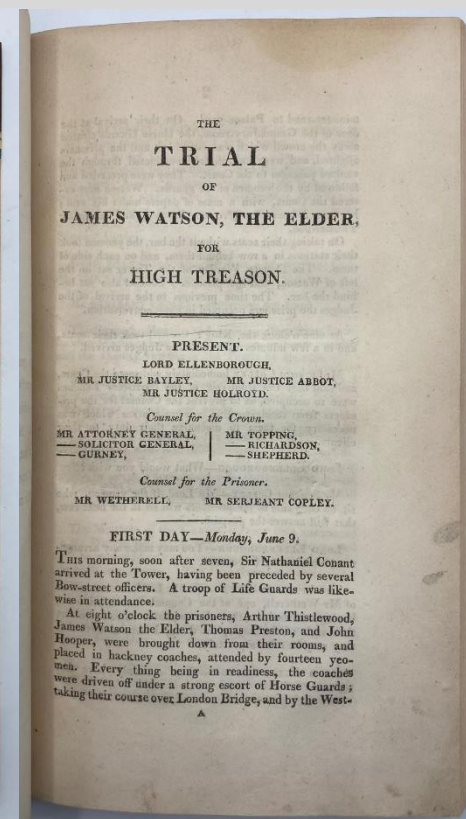 THE
TRIAL
OF
JAMES WATSON, THE ELDER,
FOR
HIGH TREASON.
PRESENT.
LORD ELLENBOROUGH,
MR JUSTICE BAYLEY, MR JUSTICE ABBOT,
MR JUSTICE HOLROYD.
Counsel for the Crown.
MR ATTORNEY GENERAL, MR TOPPING,
—— SOLICITOR GENERAL, —— RICHARDSON,
—— GURNEY, —— SHEPHERD.
Counsel for the Prisoner.
MR WETHERELL, MR SERJEANT COPLEY.
FIRST DAY—Monday, June 9.
THIS morning, soon after seven, Sir Nathaniel Conant
arrived at the Tower, having been preceded by several
Bow-street officers. A troop of Life Guards was like-
wise in attendance.
At eight o'clock the prisoners, Arthur Thistlewood,
James Watson the Elder, Thomas Preston, and John
Hooper, were brought down from their rooms, and
placed in hackney coaches, attended by fourteen yeo-
men. Every thing being in readiness, the coaches
were driven off under a strong escort of Horse Guards;
taking their course over London Bridge, and by the West-
A